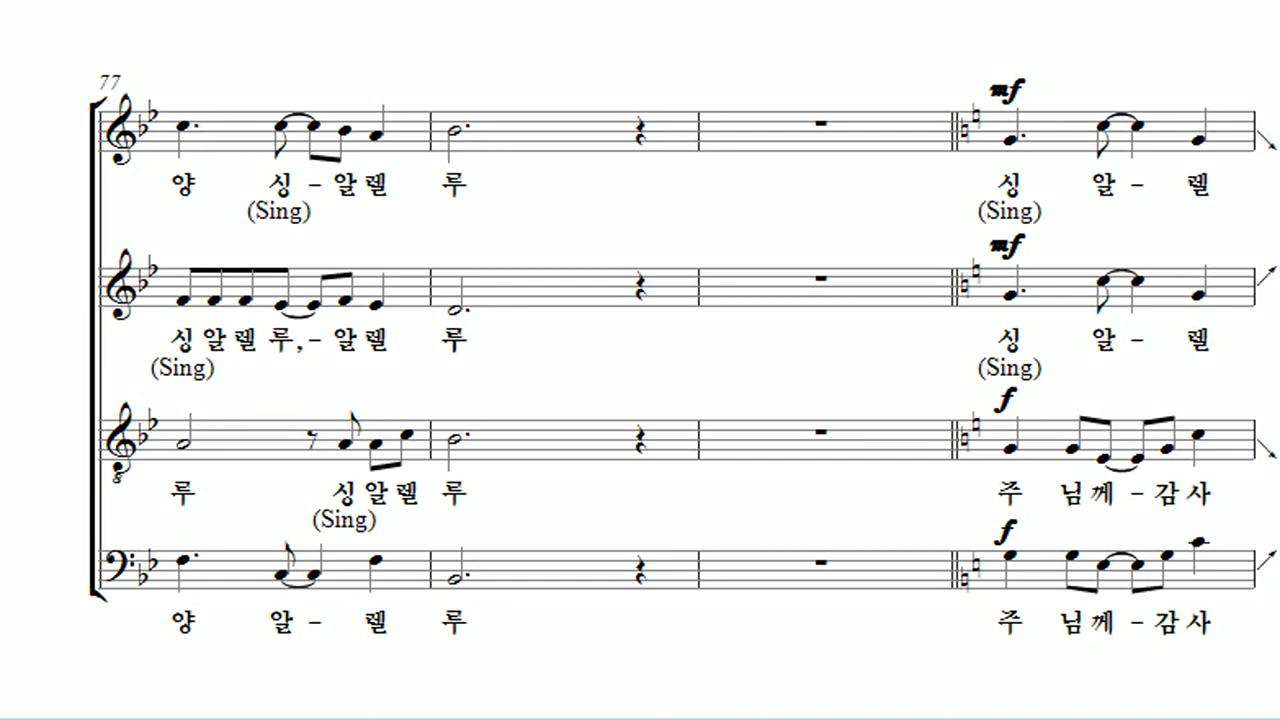 77
mf
양 싱 - 알 렐 루 싱 알 - 렐
(Sing) (Sing)
mf
싱 알 렐 루, - 알 렐 루 싱 알 - 렐
(Sing) (Sing)
f
루 싱 알 렐 루 주 님 께 - 감 사
(Sing)
f
양 알 - 렐 루 주 님 께 - 감 사